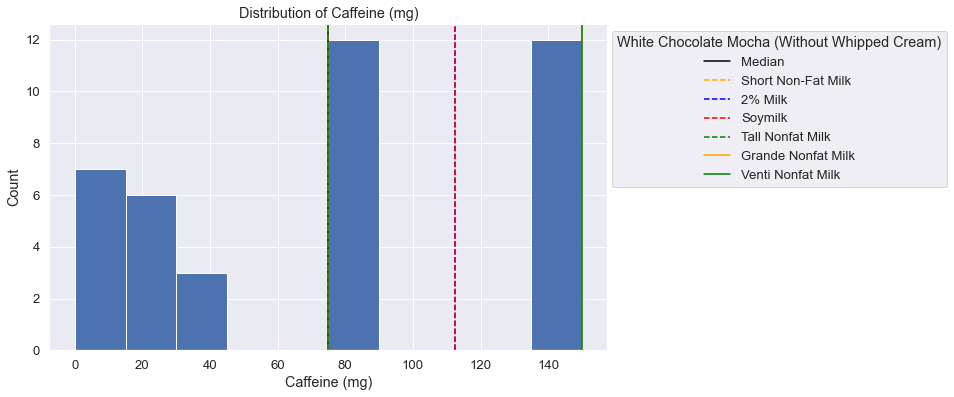 Distribution of Caffeine (mg)
12
10
8
6
4
2
0
Count
0 20 40 60 80 100 120 140
Caffeine (mg)
White Chocolate Mocha (Without Whipped Cream)
Median
Short Non-Fat Milk
2% Milk
Soymilk
Tall Nonfat Milk
Grande Nonfat Milk
Venti Nonfat Milk